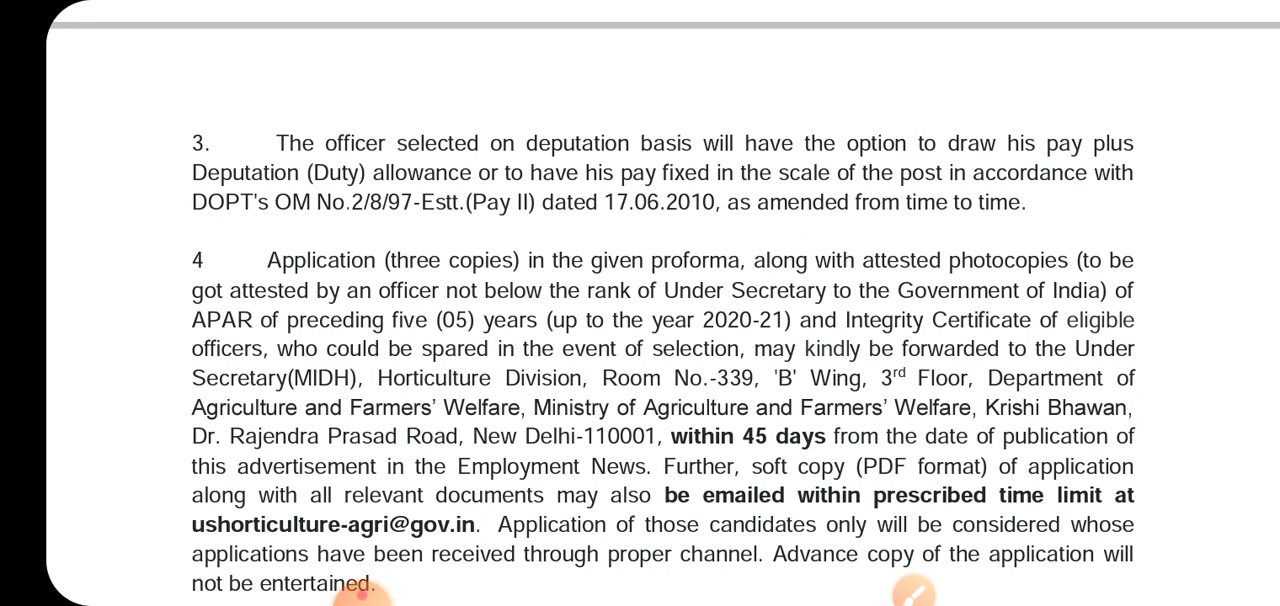 3. The officer selected on deputation basis will have the option to draw his pay plus
Deputation (Duty) allowance or to have his pay fixed in the scale of the post in accordance with
DOPT's OM No.2/8/97-Estt.(Pay II) dated 17.06.2010, as amended from time to time.
4 Application (three copies) in the given proforma, along with attested photocopies (to be
got attested by an officer not below the rank of Under Secretary to the Government of India) of
APAR of preceding five (05) years (up to the year 2020-21) and Integrity Certificate of eligible
officers, who could be spared in the event of selection, may kindly be forwarded to the Under
Secretary(MIDH), Horticulture Division, Room No.-339, 'B' Wing, 3rd Floor, Department of
Agriculture and Farmers’ Welfare, Ministry of Agriculture and Farmers’ Welfare, Krishi Bhawan,
Dr. Rajendra Prasad Road, New Delhi-110001, within 45 days from the date of publication of
this advertisement in the Employment News. Further, soft copy (PDF format) of application
along with all relevant documents may also be emailed within prescribed time limit at
ushorticulture-agri@gov.in. Application of those candidates only will be considered whose
applications have been received through proper channel. Advance copy of the application will
not be entertained.